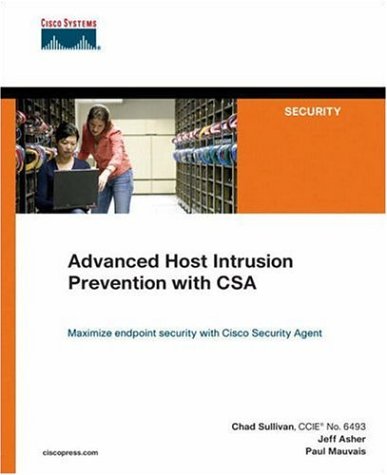 CISCO SYSTEMS
SECURITY
Advanced Host Intrusion
Prevention with CSA
Maximize endpoint security with Cisco Security Agent
Chad Sullivan, CCIE® No. 6493
Jeff Asher
Paul Mauvais
ciscopress.com